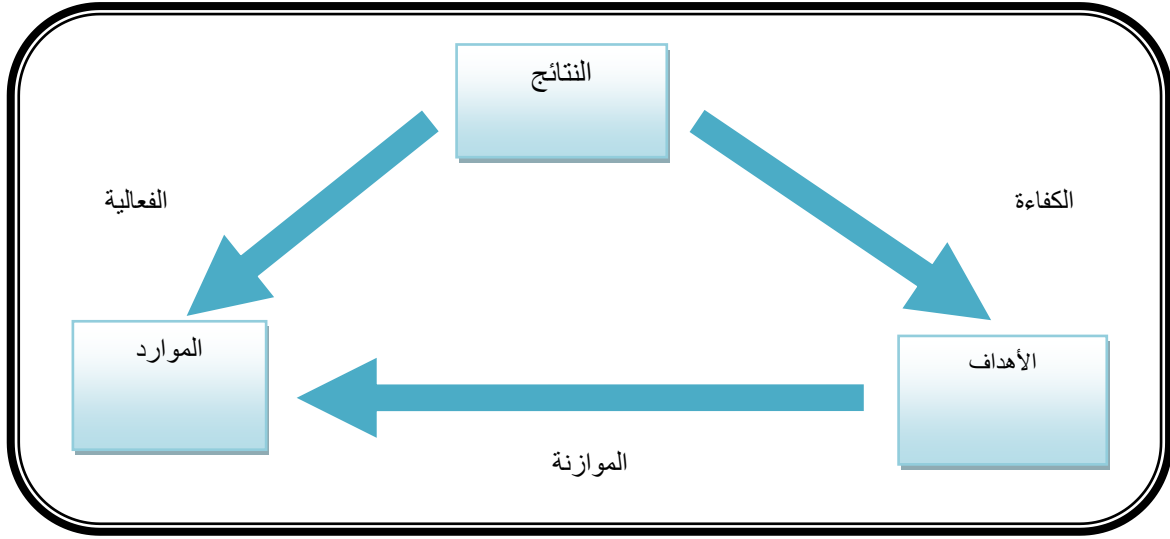 النتائج
الكفاءة
الفعالية
الموارد
الأهداف
الموازنة